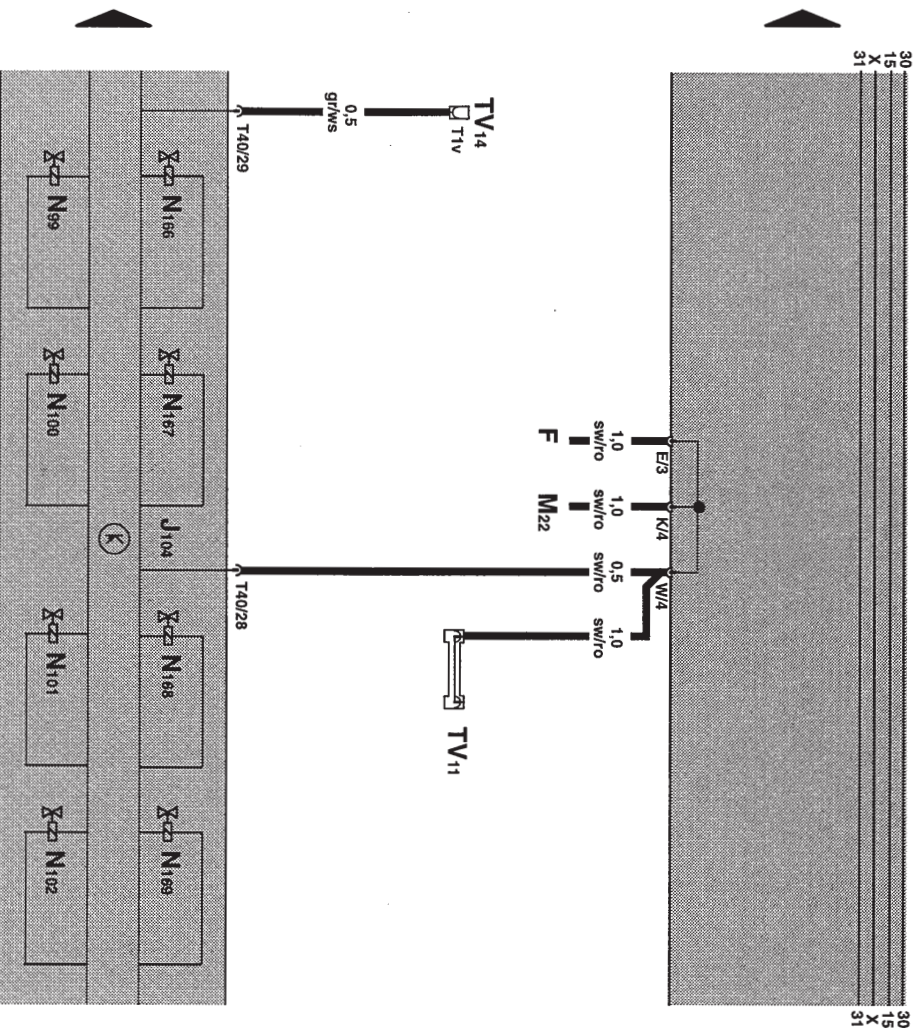 30
15
X
31
TV14
T1v
0,5
gr/ws
T40/29
N166
N99
N167
N100
1,0
sw/ro
E/3
F
1,0
sw/ro
K/4
M22
0,5
sw/ro
W/4
1,0
sw/ro
J104
K
T40/28
N168
N101
TV11
N169
N102
30
15
X
31